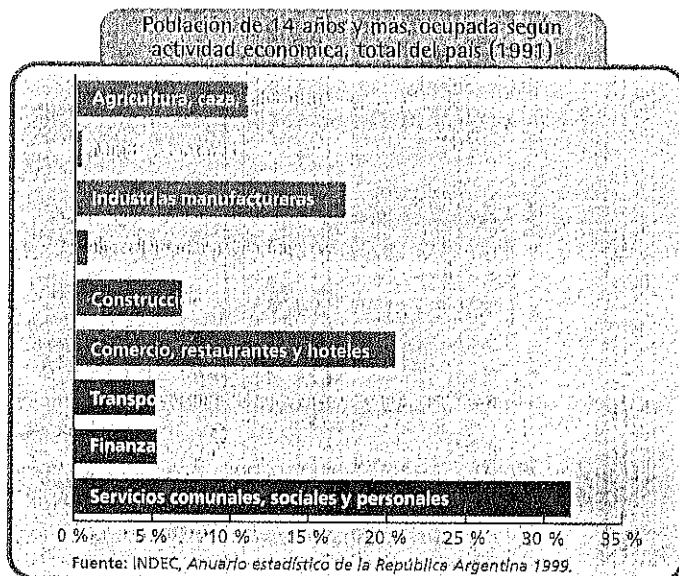 Población de 14 años y más, ocupada según
actividad económica, total del país (1991)
Agricultura, caza,
Industrias manufactureras
Construcci
Comercio, restaurantes y hoteles
Transpo
Finanza
Servicios comunales, sociales y personales
0 % 5 % 10 % 15 % 20 % 25 % 30 % 35 %
Fuente: INDEC, Anuario estadístico de la República Argentina 1999.